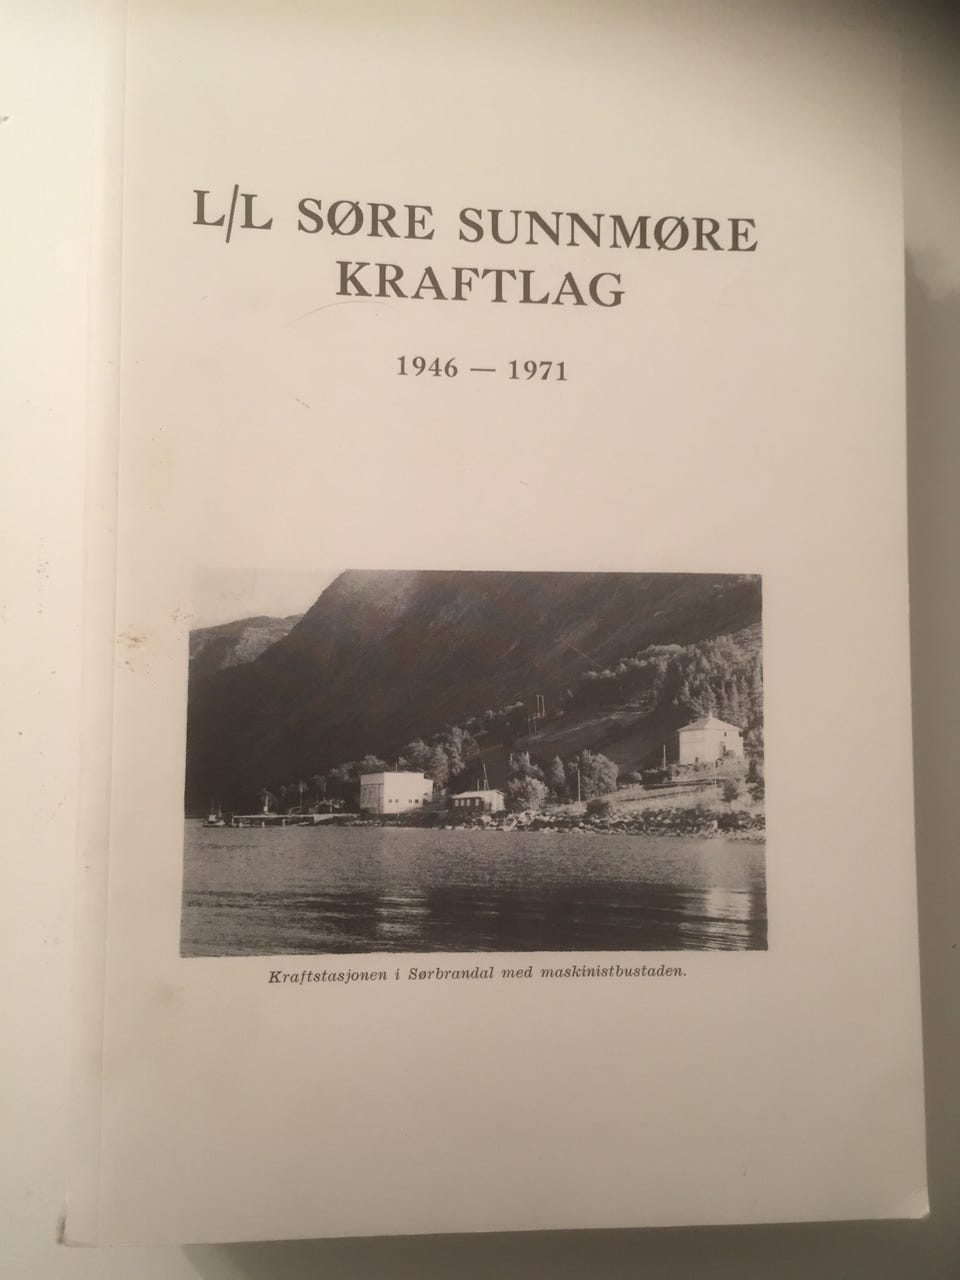 L/L SØRE SUNNMØRE
KRAFTLAG
1946 — 1971
Kraftstasjonen i Sørbrandal med maskinistbustaden.